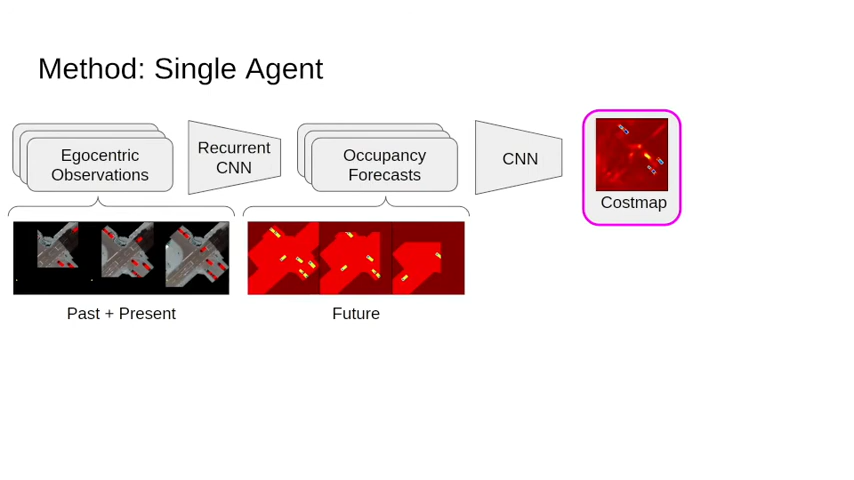 Method: Single Agent
Egocentric
Observations
Recurrent
CNN
Occupancy
Forecasts
CNN
Costmap
Past + Present
Future